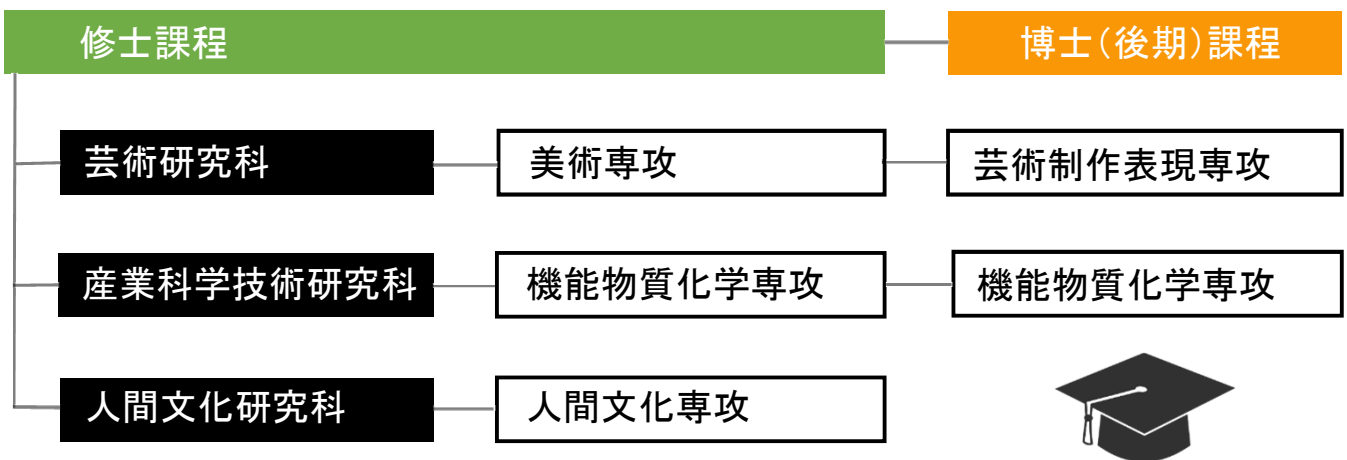 修士課程
博士(後期)課程
芸術研究科
美術専攻
芸術制作表現専攻
産業科学技術研究科
機能物質化学専攻
機能物質化学専攻
人間文化研究科
人間文化専攻